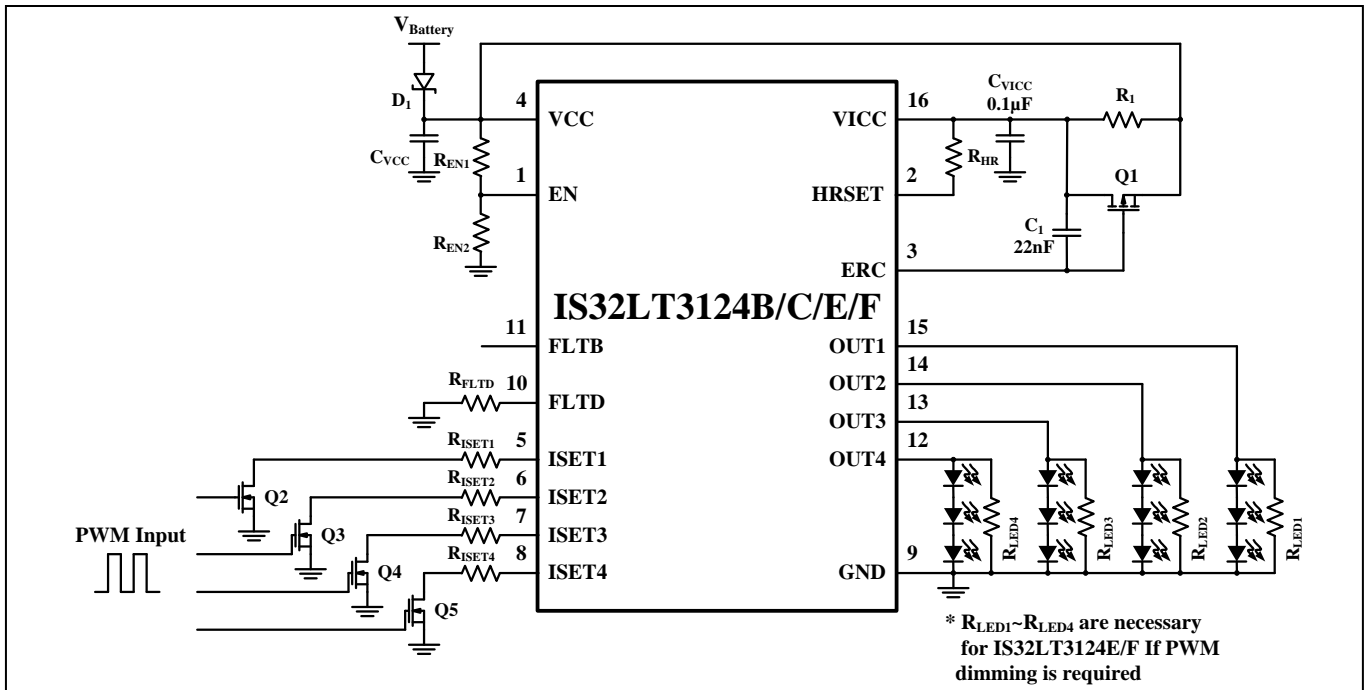 VBattery
D1
CVCC
REN1
REN2
4
VCC
1
EN
11
FLTB
RFLTD
10
FLTD
RISET1
5
ISET1
RISET2
6
ISET2
RISET3
7
ISET3
RISET4
8
ISET4
Q2
Q3
Q4
Q5
PWM Input
IS32LT3124B/C/E/F
16
VICC
CVICC
0.1µF
R1
RHR
2
HRSET
Q1
C1
22nF
3
ERC
15
OUT1
14
OUT2
13
OUT3
12
OUT4
9
GND
RLED4
RLED3
RLED2
RLED1
* RLED1~RLED4 are necessary
for IS32LT3124E/F If PWM
dimming is required